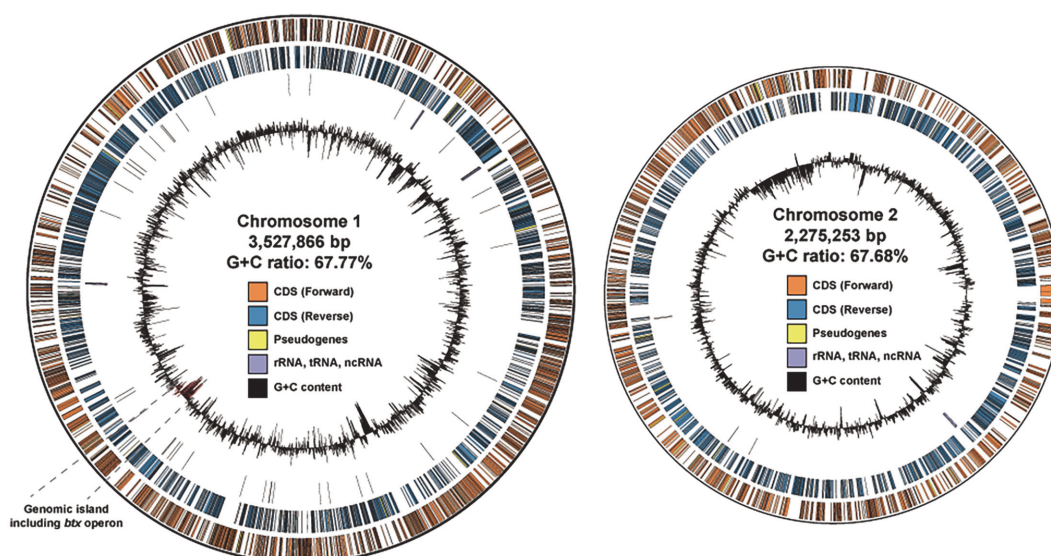 Chromosome 1
3,527,866 bp
G+C ratio: 67.77%
CDS (Forward)
CDS (Reverse)
Pseudogenes
rRNA, tRNA, ncRNA
G+C content
Genomic island
including btx operon
Chromosome 2
2,275,253 bp
G+C ratio: 67.68%
CDS (Forward)
CDS (Reverse)
Pseudogenes
rRNA, tRNA, ncRNA
G+C content